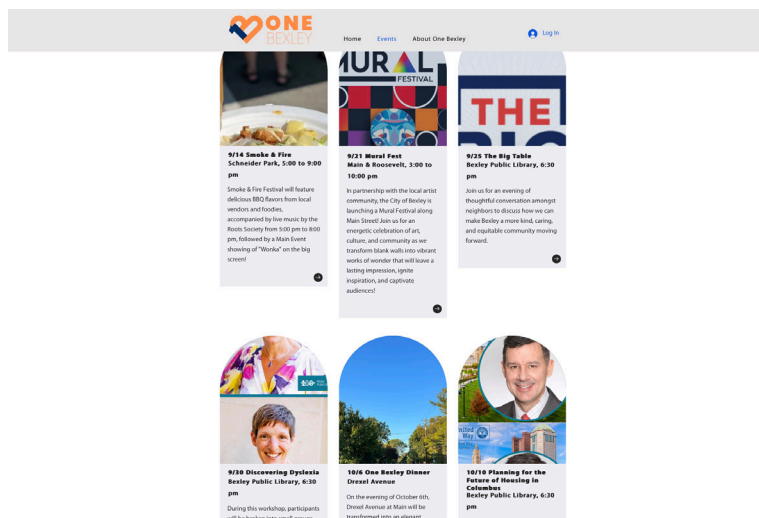 ONE
BEXLEY
Home Events About One Bexley
Log In
MURAL
FESTIVAL
THE
9/14 Smoke & Fire
Schneider Park, 5:00 to 9:00
pm
Smoke & Fire Festival will feature
delicious BBQ flavors from local
vendors and foodies,
accompanied by live music by the
Roots Society from 5:00 pm to 8:00
pm, followed by a Main Event
showing of "Wonka" on the big
screen!
9/21 Mural Fest
Main & Roosevelt, 3:00 to
10:00 pm
In partnership with the local artist
community, the City of Bexley is
launching a Mural Festival along
Main Street! Join us for an
energetic celebration of art,
culture, and community as we
transform blank walls into vibrant
works of wonder that will leave a
lasting impression, ignite
inspiration, and captivate
audiences!
9/25 The Big Table
Bexley Public Library, 6:30
pm
Join us for an evening of
thoughtful conversation amongst
neighbors to discuss how we can
make Bexley a more kind, caring,
and equitable community moving
forward.
9/30 Discovering Dyslexia
Bexley Public Library, 6:30
pm
During this workshop, participants
will be broken into small groups
10/6 One Bexley Dinner
Drexel Avenue
On the evening of October 6th,
Drexel Avenue at Main will be
transformed into an elegant
United
Way
10/10 Planning for the
Future of Housing in
Columbus
Bexley Public Library, 6:30
pm